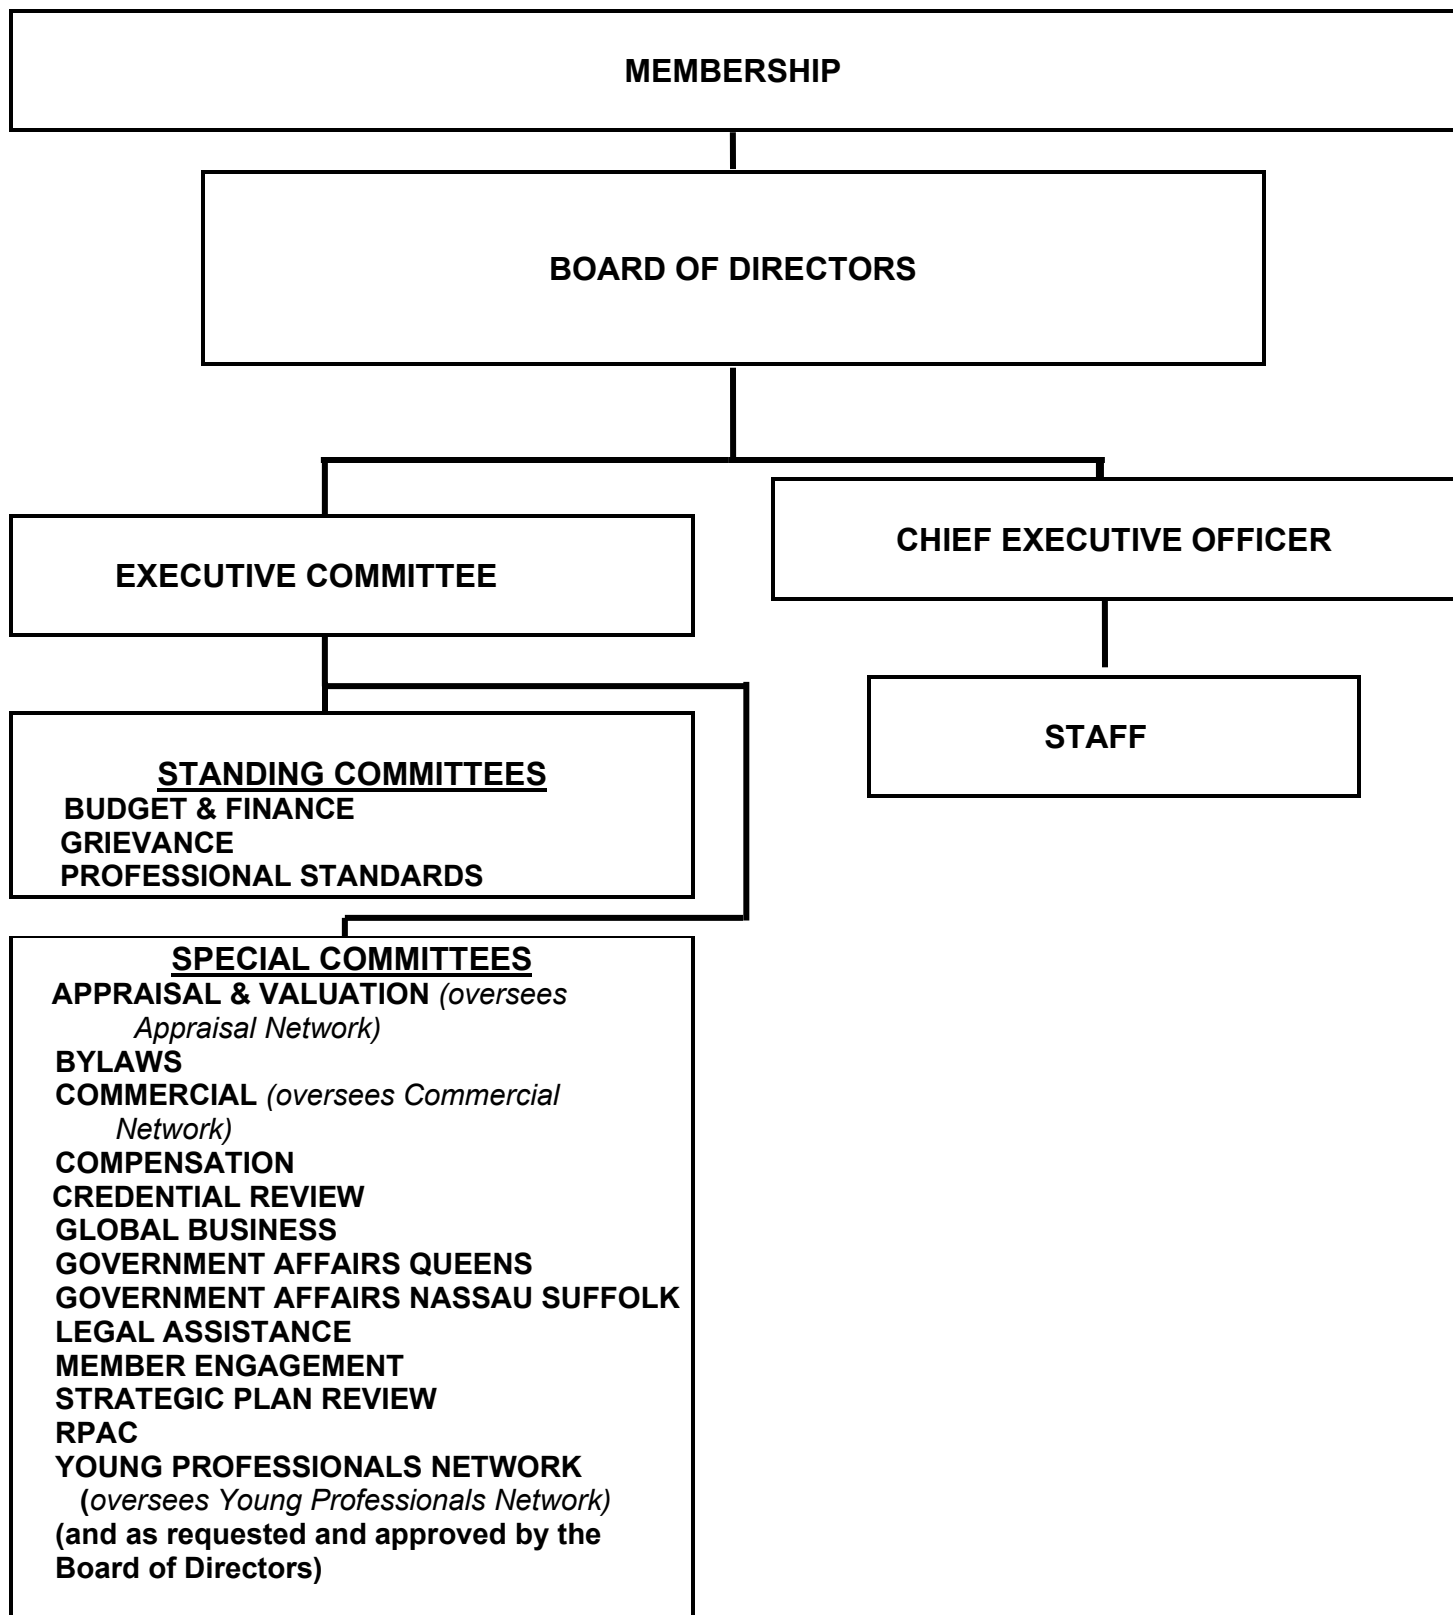 MEMBERSHIP
BOARD OF DIRECTORS
EXECUTIVE COMMITTEE
CHIEF EXECUTIVE OFFICER
STAFF
STANDING COMMITTEES
BUDGET & FINANCE
GRIEVANCE
PROFESSIONAL STANDARDS
SPECIAL COMMITTEES
APPRAISAL & VALUATION (oversees
Appraisal Network)
BYLAWS
COMMERCIAL (oversees Commercial
Network)
COMPENSATION
CREDENTIAL REVIEW
GLOBAL BUSINESS
GOVERNMENT AFFAIRS QUEENS
GOVERNMENT AFFAIRS NASSAU SUFFOLK
LEGAL ASSISTANCE
MEMBER ENGAGEMENT
STRATEGIC PLAN REVIEW
RPAC
YOUNG PROFESSIONALS NETWORK
(oversees Young Professionals Network)
(and as requested and approved by the
Board of Directors)